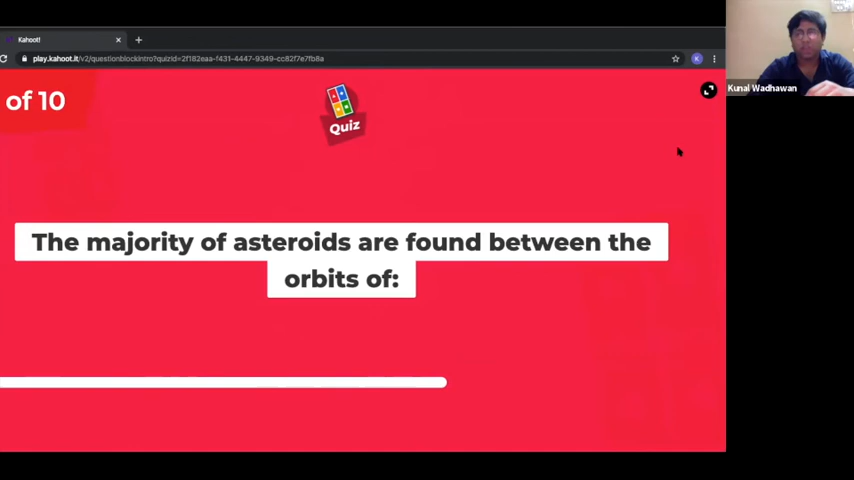 Kahoot!
play.kahoot.it/v2/questionblockintro?quizId=2f182eaa-f431-4447-9349-cc82f7e7fb8a
K
of 10
Quiz
Kunal Wadhawan
The majority of asteroids are found between the
orbits of: